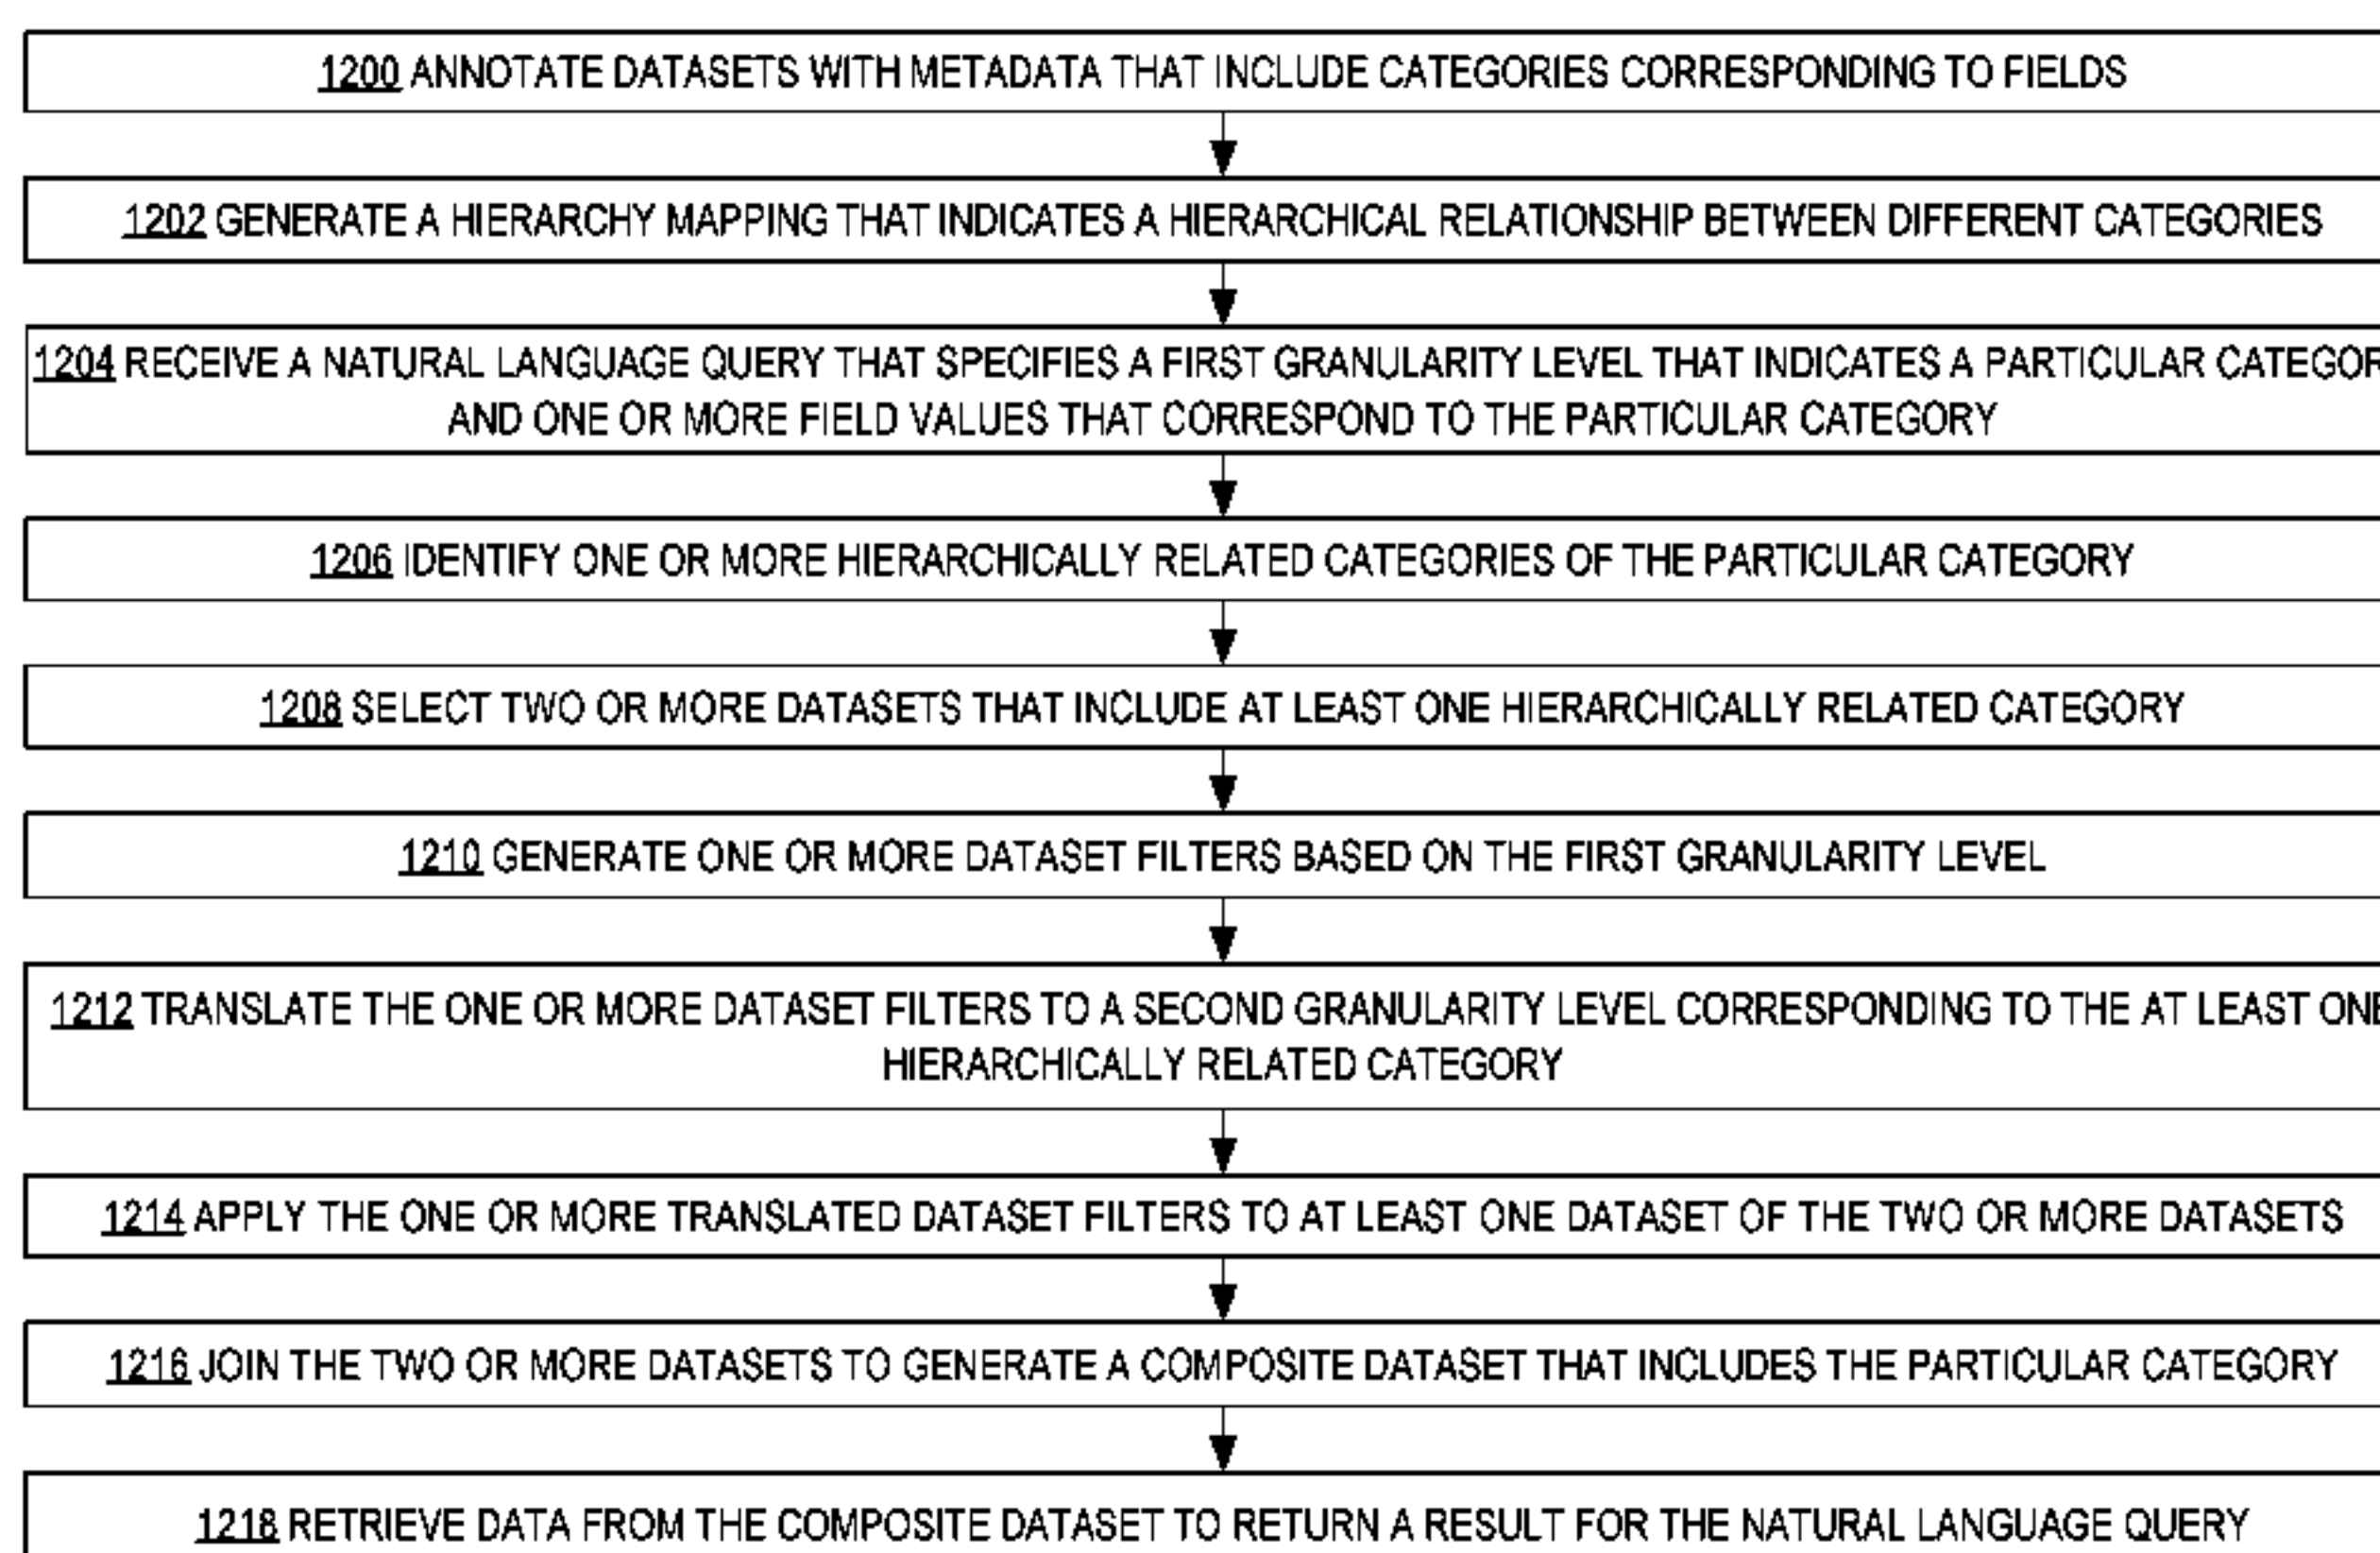 1200 ANNOTATE DATASETS WITH METADATA THAT INCLUDE CATEGORIES CORRESPONDING TO FIELDS
1202 GENERATE A HIERARCHY MAPPING THAT INDICATES A HIERARCHICAL RELATIONSHIP BETWEEN DIFFERENT CATEGORIES
1204 RECEIVE A NATURAL LANGUAGE QUERY THAT SPECIFIES A FIRST GRANULARITY LEVEL THAT INDICATES A PARTICULAR CATEGOR
AND ONE OR MORE FIELD VALUES THAT CORRESPOND TO THE PARTICULAR CATEGORY
1206 IDENTIFY ONE OR MORE HIERARCHICALLY RELATED CATEGORIES OF THE PARTICULAR CATEGORY
1208 SELECT TWO OR MORE DATASETS THAT INCLUDE AT LEAST ONE HIERARCHICALLY RELATED CATEGORY
1210 GENERATE ONE OR MORE DATASET FILTERS BASED ON THE FIRST GRANULARITY LEVEL
1212 TRANSLATE THE ONE OR MORE DATASET FILTERS TO A SECOND GRANULARITY LEVEL CORRESPONDING TO THE AT LEAST ONE
HIERARCHICALLY RELATED CATEGORY
1214 APPLY THE ONE OR MORE TRANSLATED DATASET FILTERS TO AT LEAST ONE DATASET OF THE TWO OR MORE DATASETS
1216 JOIN THE TWO OR MORE DATASETS TO GENERATE A COMPOSITE DATASET THAT INCLUDES THE PARTICULAR CATEGORY
1218 RETRIEVE DATA FROM THE COMPOSITE DATASET TO RETURN A RESULT FOR THE NATURAL LANGUAGE QUERY